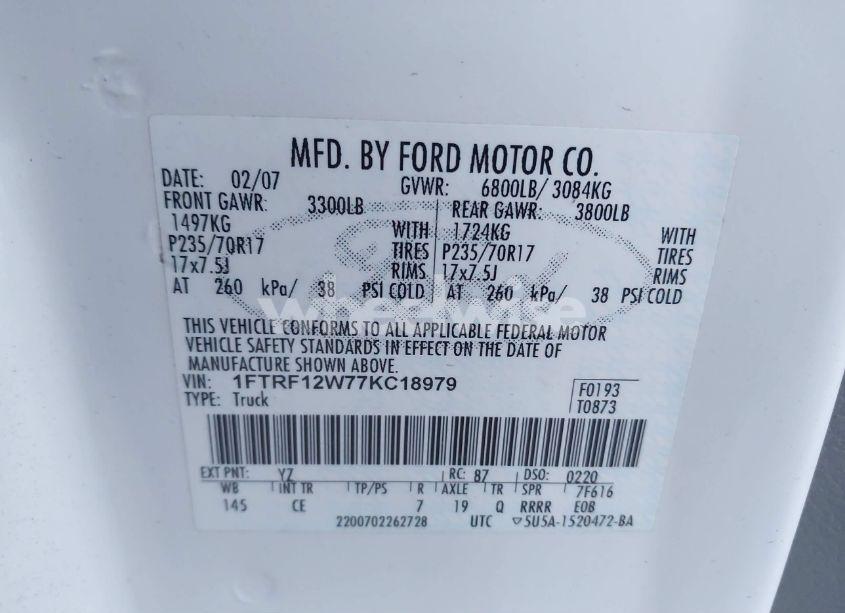 MFD. BY FORD MOTOR CO.
DATE: 02/07 GVWR: 6800LB/ 3084KG
FRONT GAWR: 3300LB REAR GAWR: 3800LB
1497KG WITH 1724KG WITH
P235/70R17 TIRES P235/70R17 TIRES
17x7.5J RIMS 17x7.5J RIMS
AT 260 kPa/ 38 PSI COLD AT 260 kPa/ 38 PSI COLD
wheelwise
THIS VEHICLE CONFORMS TO ALL APPLICABLE FEDERAL MOTOR
VEHICLE SAFETY STANDARDS IN EFFECT ON THE DATE OF
MANUFACTURE SHOWN ABOVE.
VIN: 1FTRF12W77KC18979 F0193
TYPE: Truck T0873
EXT PNT: YZ RC: 87 DSO: 0220
WB INT TR TP/PS R AXLE TR SPR 7F616
145 CE 7 19 Q RRRR E0B
2200702262728 UTC ▽5U5A-1520472-BA